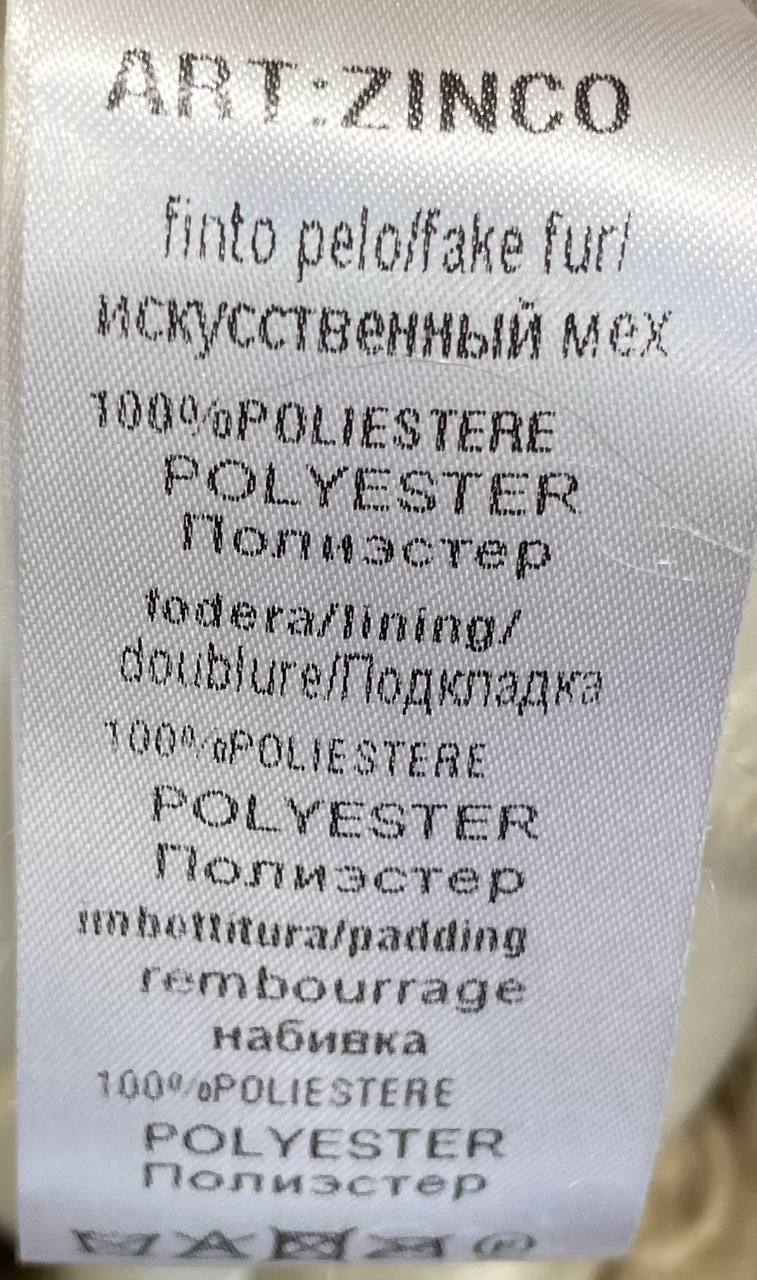 ART:ZINCO
finto pelo/fake fur/
искусственный мех
100%POLIESTERE
POLYESTER
Полиэстер
fodera/lining/
doublure/Подкладка
100%POLIESTERE
POLYESTER
Полиэстер
imbottitura/padding
rembourrage
набивка
100%POLIESTERE
POLYESTER
Полиэстер